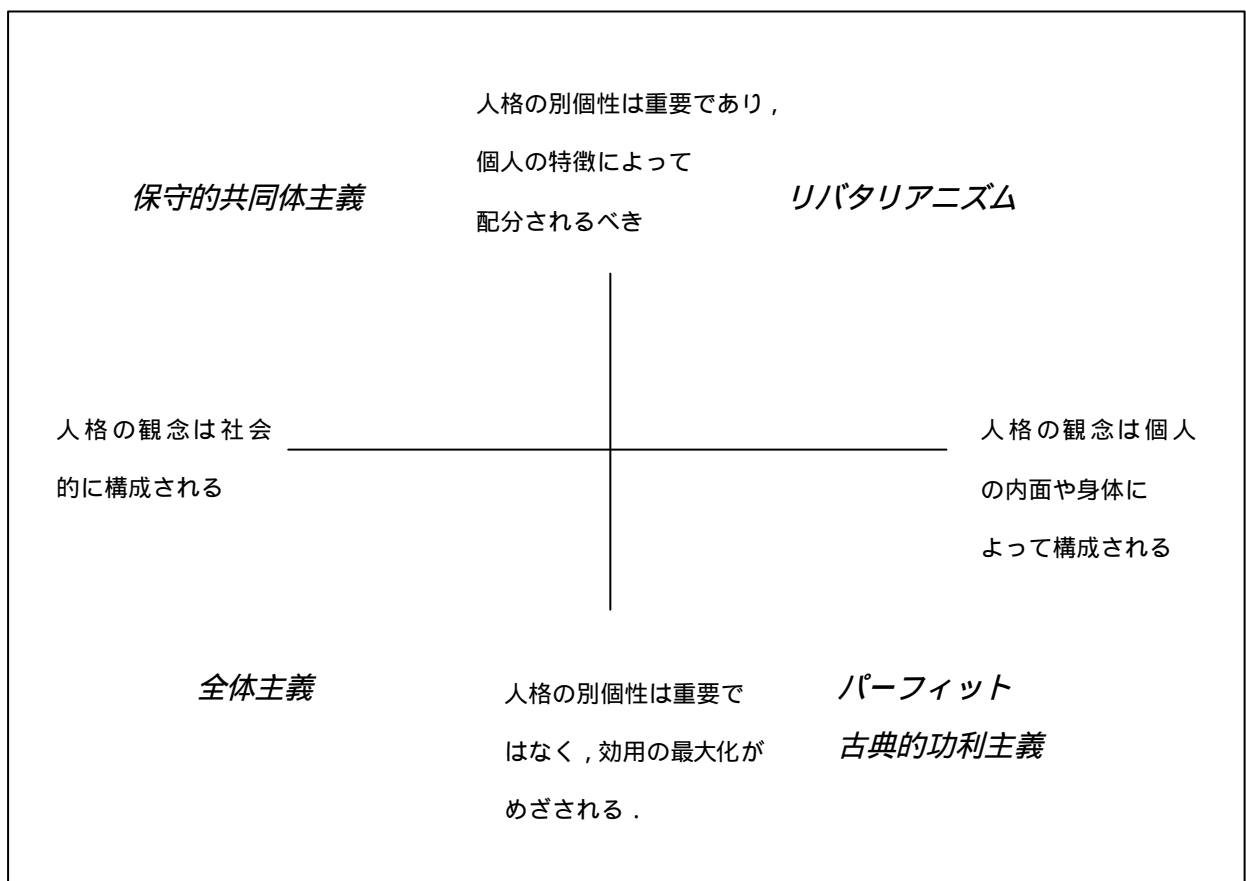 人格の別個性は重要であり,
個人の特徴によって
配分されるべき
保守的共同体主義
リバタリアニズム
人格の観念は社会
的に構成される
人格の観念は個人
の内面や身体に
よって構成される
全体主義
人格の別個性は重要で
はなく,効用の最大化が
めざされる.
パーフィット
古典的功利主義